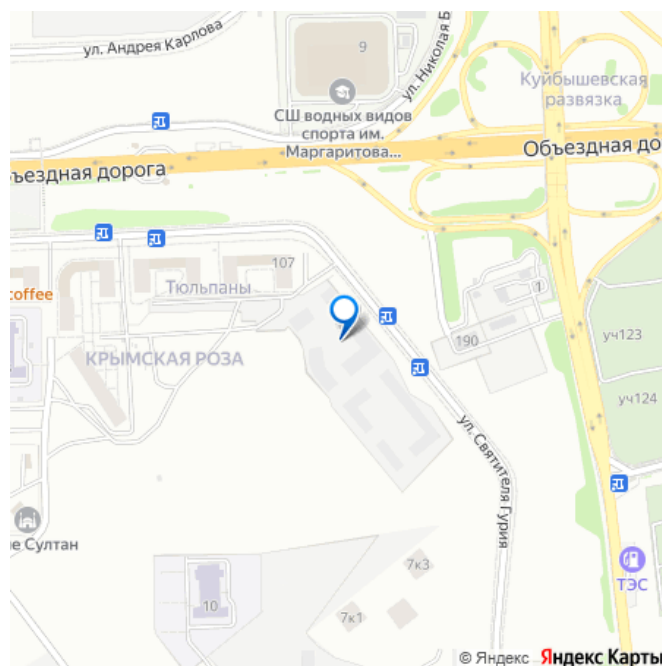 ул. Андрея Карлова
9
ул. Николая Б
Куйбышевская
развязка
СШ водных видов
спорта им.
Маргаритова...
ъездная дорога
Объездная до
107
Тюльпаны
coffee
1
190
уч123
КРЫМСКАЯ РОЗА
уч124
ул. Святителя Гурия
е Султан
7к3
ТЭС
10
7к1
© Яндекс Яндекс Карты